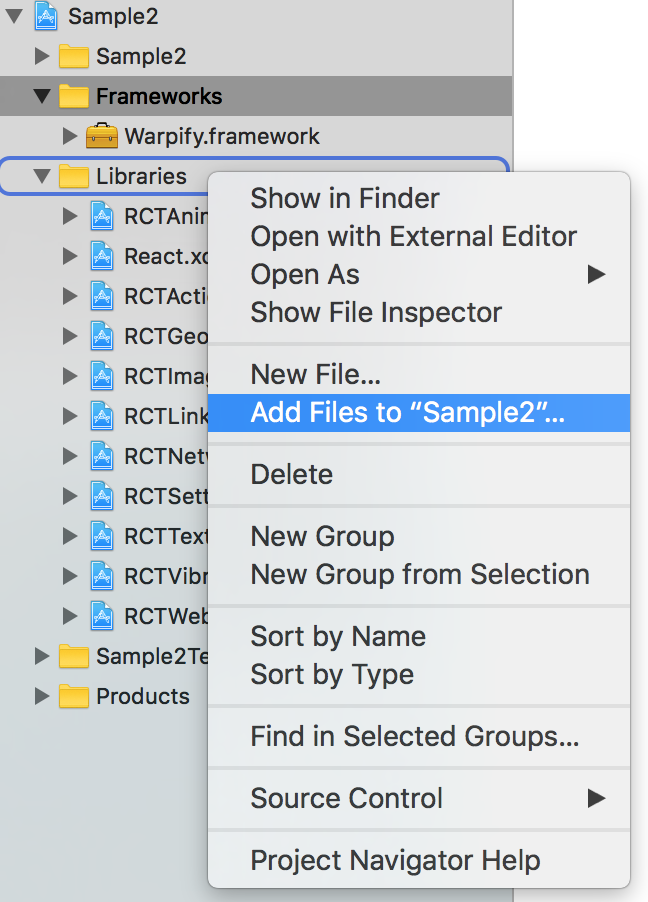 Sample2
Sample2
Frameworks
Warpify.framework
Libraries
RCTAnin
React.xc
RCTActi
RCTGeo
RCTImag
RCTLink
RCTNetw
RCTSett
RCTText
RCTVibr
RCTWeb
Sample2Te
Products
Show in Finder
Open with External Editor
Open As
Show File Inspector
New File...
Add Files to “Sample2”...
Delete
New Group
New Group from Selection
Sort by Name
Sort by Type
Find in Selected Groups...
Source Control
Project Navigator Help